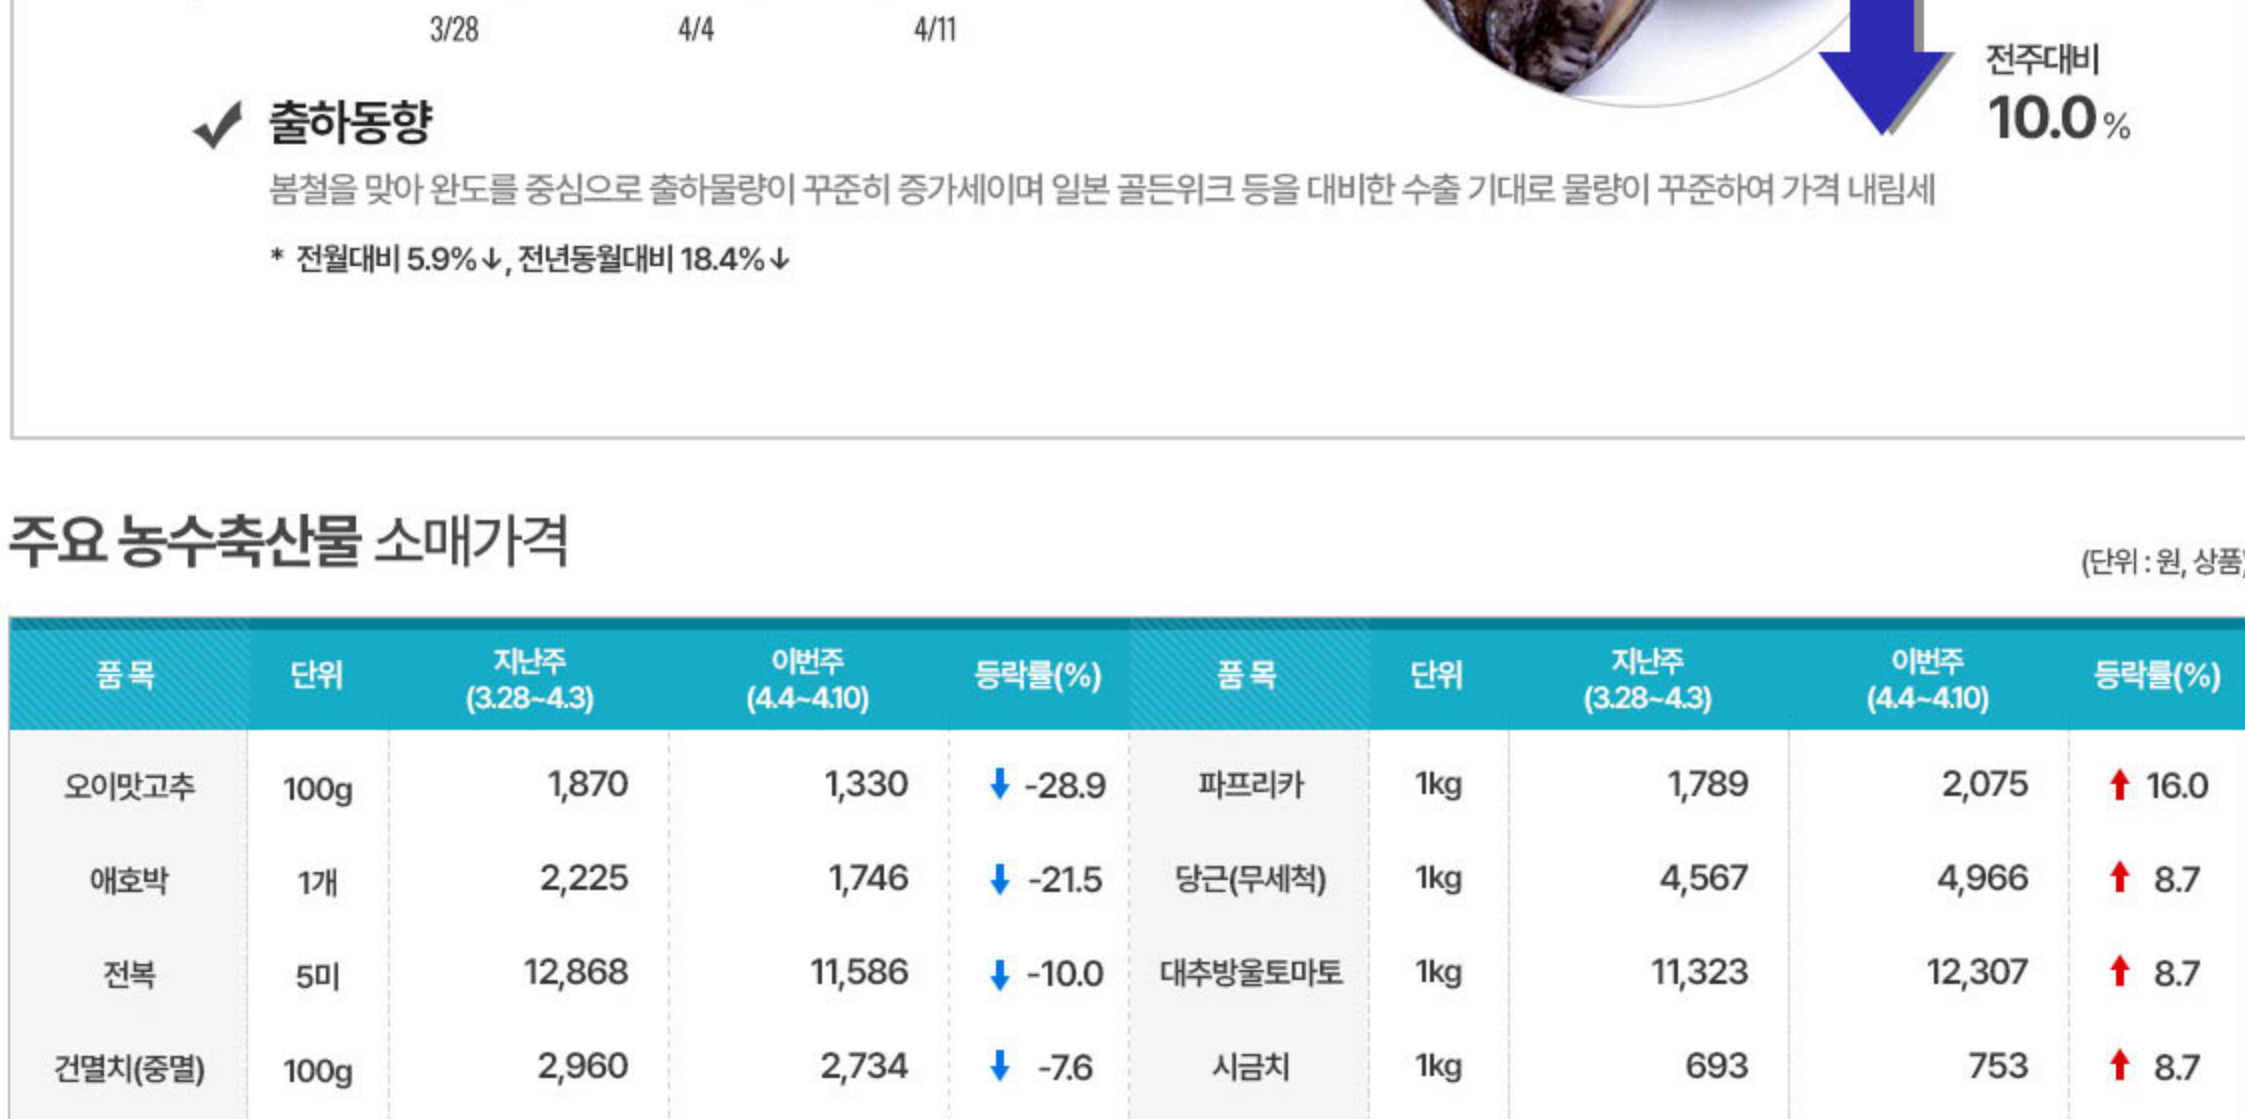 3/28 4/4 4/11
전주대비
10.0%
출하동향
봄철을 맞아 완도를 중심으로 출하물량이 꾸준히 증가세이며 일본 골든위크 등을 대비한 수출 기대로 물량이 꾸준하여 가격 내림세
* 전월대비 5.9%↓, 전년동월대비 18.4%↓
주요 농수축산물 소매가격
(단위 : 원, 상품)
품 목 단위 지난주 (3.28~4.3) 이번주 (4.4~4.10) 등락률(%) 품 목 단위 지난주 (3.28~4.3) 이번주 (4.4~4.10) 등락률(%)
오이맛고추 100g 1,870 1,330 ↓ -28.9 파프리카 1kg 1,789 2,075 ↑ 16.0
애호박 1개 2,225 1,746 ↓ -21.5 당근(무세척) 1kg 4,567 4,966 ↑ 8.7
전복 5미 12,868 11,586 ↓ -10.0 대추방울토마토 1kg 11,323 12,307 ↑ 8.7
건멸치(중멸) 100g 2,960 2,734 ↓ -7.6 시금치 1kg 693 753 ↑ 8.7